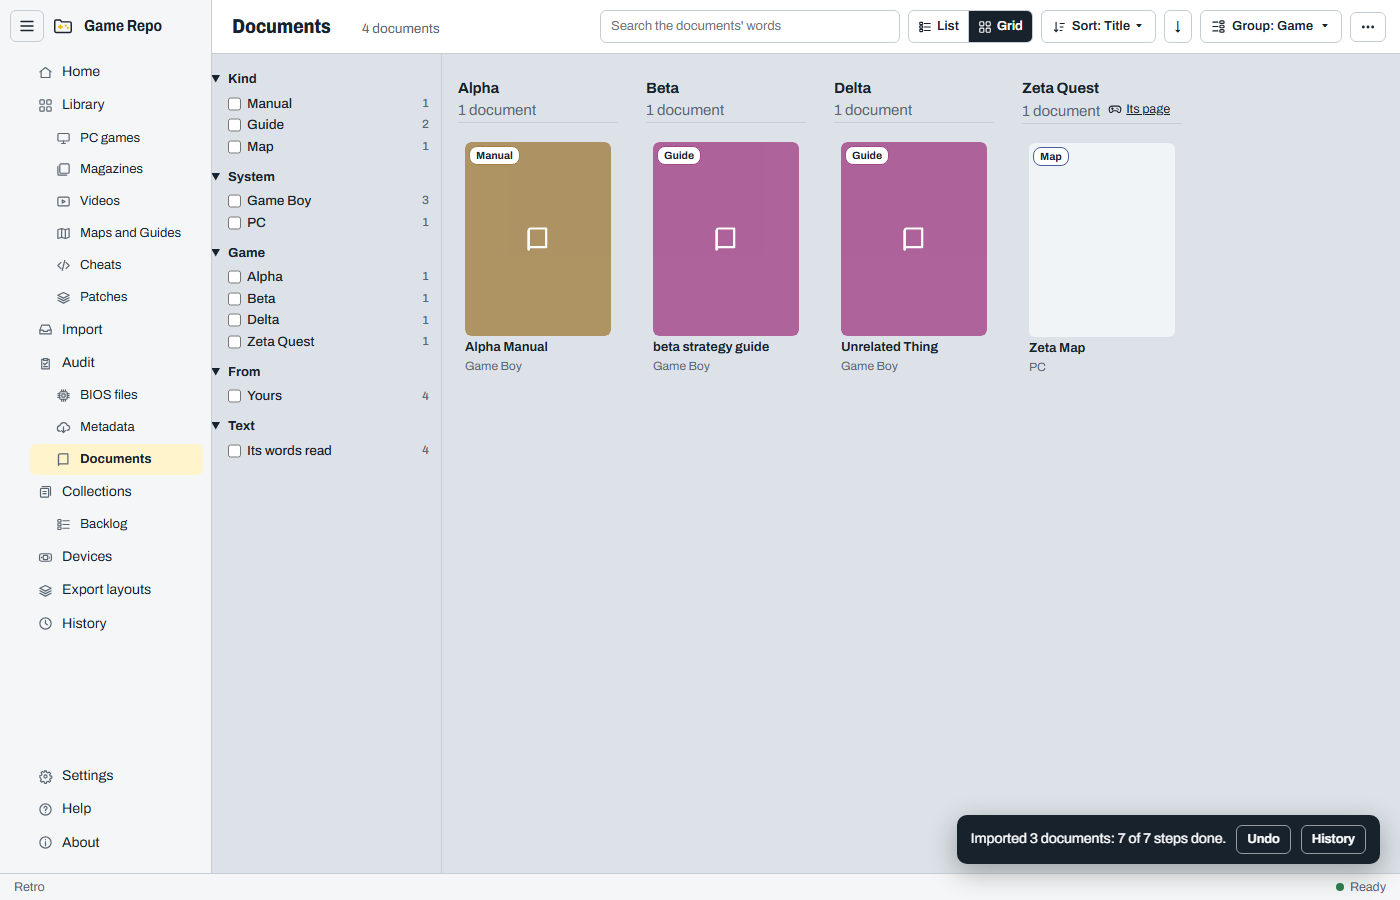 Game Repo
Home
Library
PC games
Magazines
Videos
Maps and Guides
Cheats
Patches
Import
Audit
BIOS files
Metadata
Documents
Collections
Backlog
Devices
Export layouts
History
Settings
Help
About
Documents
4 documents
Search the documents' words
List
Grid
Sort: Title
Group: Game
Kind
Manual 1
Guide 2
Map 1
System
Game Boy 3
PC 1
Game
Alpha 1
Beta 1
Delta 1
Zeta Quest 1
From
Yours 4
Text
Its words read 4
Alpha
1 document
Manual
Alpha Manual
Game Boy
Beta
1 document
Guide
beta strategy guide
Game Boy
Delta
1 document
Guide
Unrelated Thing
Game Boy
Zeta Quest
1 document Its page
Map
Zeta Map
PC
Imported 3 documents: 7 of 7 steps done. Undo History
Retro
Ready